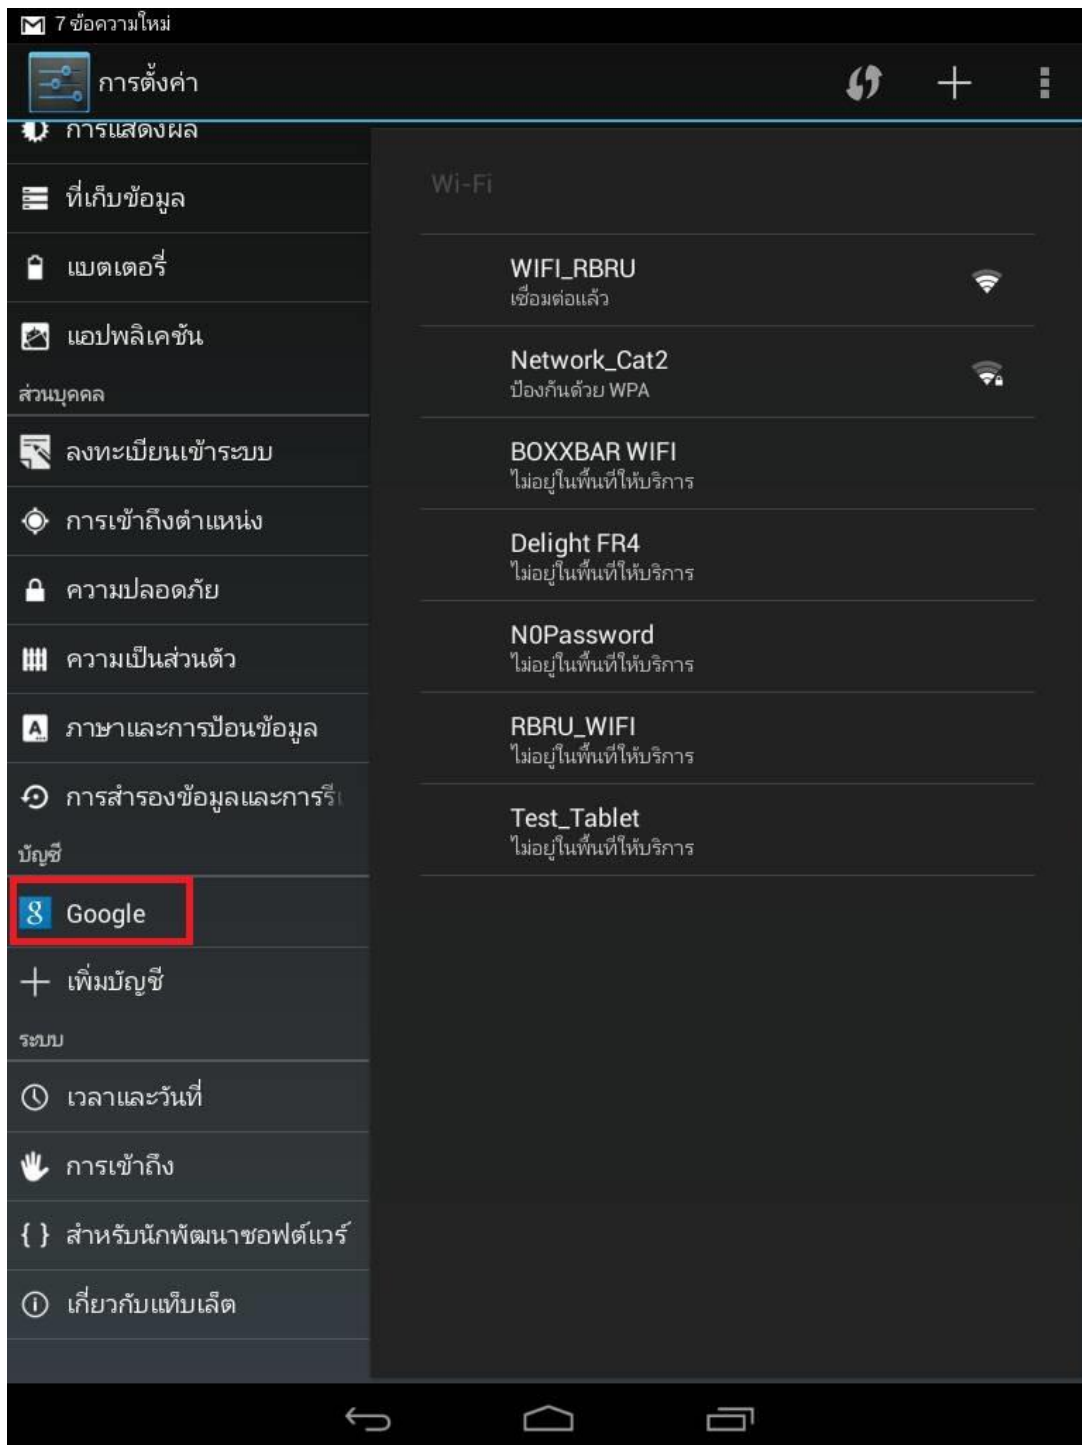 7 ข้อความใหม่
การตั้งค่า
การแสดงผล
ที่เก็บข้อมูล
แบตเตอรี่
แอปพลิเคชัน
ส่วนบุคคล
ลงทะเบียนเข้าระบบ
การเข้าถึงตำแหน่ง
ความปลอดภัย
ความเป็นส่วนตัว
ภาษาและการป้อนข้อมูล
การสำรองข้อมูลและการรีเ
บัญชี
Google
เพิ่มบัญชี
ระบบ
เวลาและวันที่
การเข้าถึง
{ } สำหรับนักพัฒนาซอฟต์แวร์
เกี่ยวกับแท็บเล็ต
Wi-Fi
WIFI_RBRU
เชื่อมต่อแล้ว
Network_Cat2
ป้องกันด้วย WPA
BOXXBAR WIFI
ไม่อยู่ในพื้นที่ให้บริการ
Delight FR4
ไม่อยู่ในพื้นที่ให้บริการ
N0Password
ไม่อยู่ในพื้นที่ให้บริการ
RBRU_WIFI
ไม่อยู่ในพื้นที่ให้บริการ
Test_Tablet
ไม่อยู่ในพื้นที่ให้บริการ